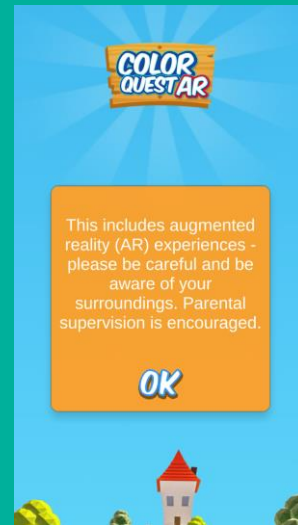 COLOR
QUEST AR
This includes augmented
reality (AR) experiences -
please be careful and be
aware of your
surroundings. Parental
supervision is encouraged.
OK